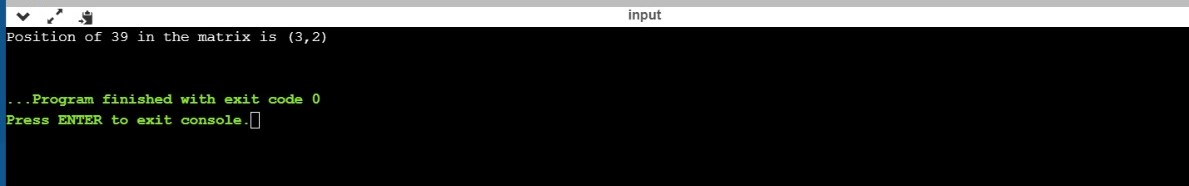 input
Position of 39 in the matrix is (3,2)
...Program finished with exit code 0
Press ENTER to exit console.